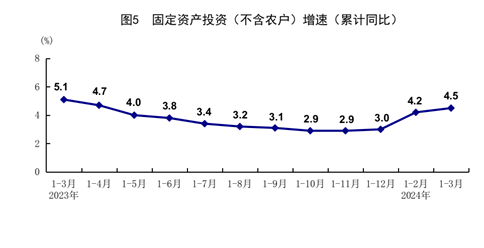 图5 固定资产投资（不含农户）增速（累计同比）
(%)
8
6
4
2
0
5.1 4.7 4.0 3.8 3.4 3.2 3.1 2.9 2.9 3.0 4.2 4.5
1-3月 1-4月 1-5月 1-6月 1-7月 1-8月 1-9月 1-10月 1-11月 1-12月 1-2月 1-3月
2023年 2024年